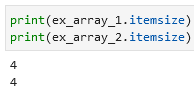 print(ex_array_1.itemsize)
print(ex_array_2.itemsize)
4
4